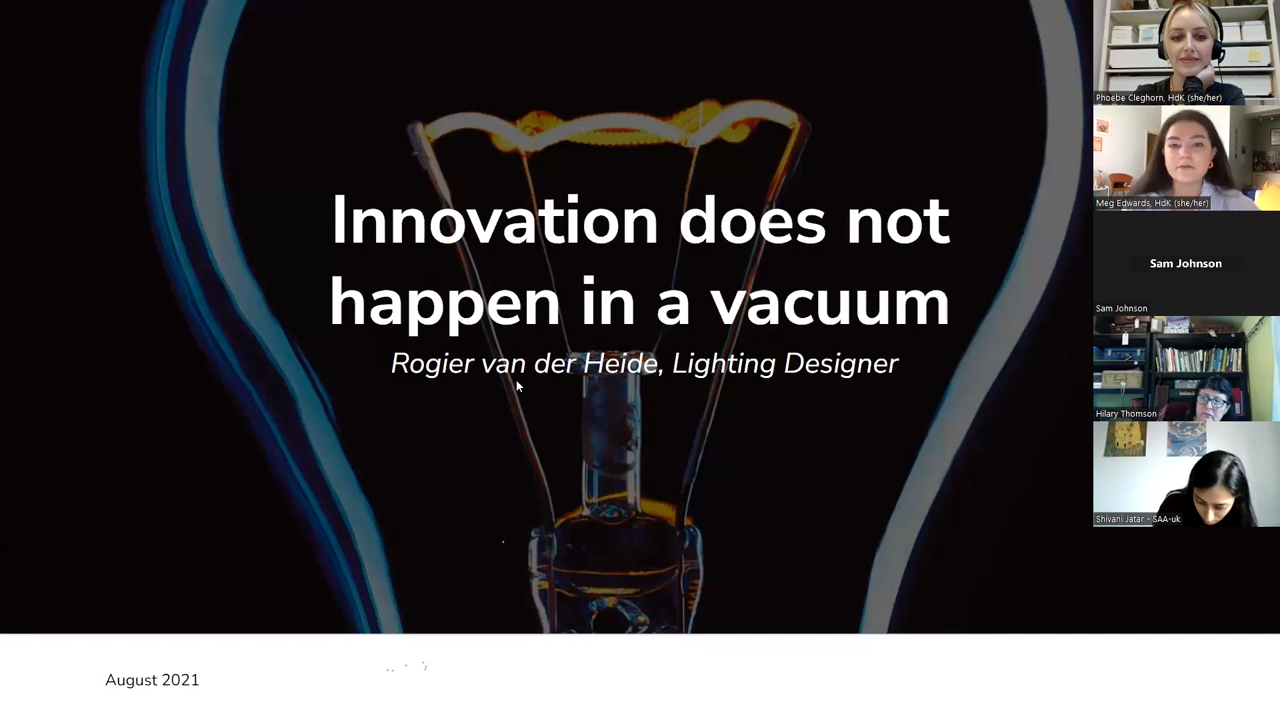 Innovation does not
happen in a vacuum
Rogier van der Heide, Lighting Designer
August 2021
Phoebe Cleghorn, HdK (she/her)
Meg Edwards, HdK (she/her)
Sam Johnson
Sam Johnson
Hilary Thomson
Shivani Jatar - SAA-uk